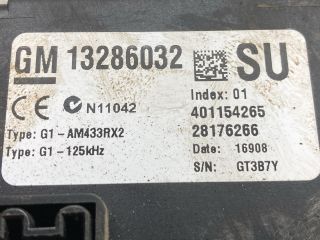 GM 13286032 SU
CE N11042
Index: 01
401154265
Type: G1-AM433RX2
28176266
Type: G1-125kHz
Date: 16908
S/N: GT3B7Y